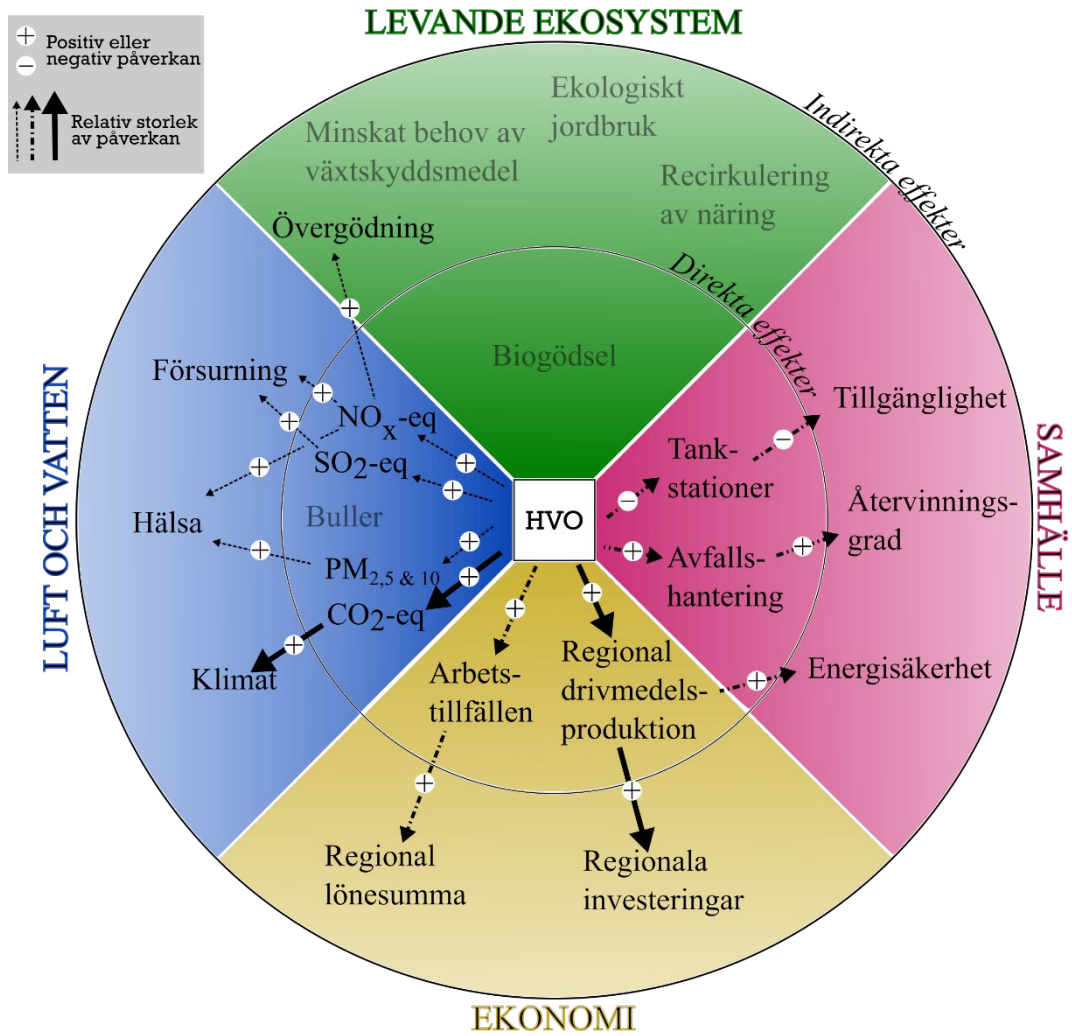 LEVANDE EKOSYSTEM
+ Positiv eller
− negativ påverkan
Relativ storlek
av påverkan
Indirekta effekter
Direkta effekter
Ekologiskt
jordbruk
Minskat behov av
växtskyddsmedel
Recirkulering
av näring
Övergödning
Biogödsel
LUFT OCH VATTEN
Försurning
NOx-eq
SO2-eq
Hälsa
Buller
PM2,5 & 10
CO2-eq
Klimat
HVO
SAMHÄLLE
Tillgänglighet
Tank-
stationer
Återvinnings-
grad
Avfalls-
hantering
Energisäkerhet
Arbets-
tillfällen
Regional
drivmedels-
produktion
Regional
lönesumma
Regionala
investeringar
EKONOMI